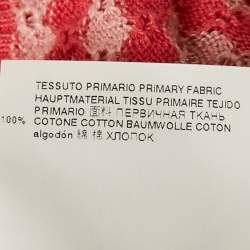 TESSUTO PRIMARIO PRIMARY FABRIC
HAUPTMATERIAL TISSU PRIMAIRE TEJIDO
PRIMARIO 面料 ПЕРВИЧНАЯ ТКАНЬ
100% COTONE COTTON BAUMWOLLE COTON
algodón 綿 棉 ХЛОПОК